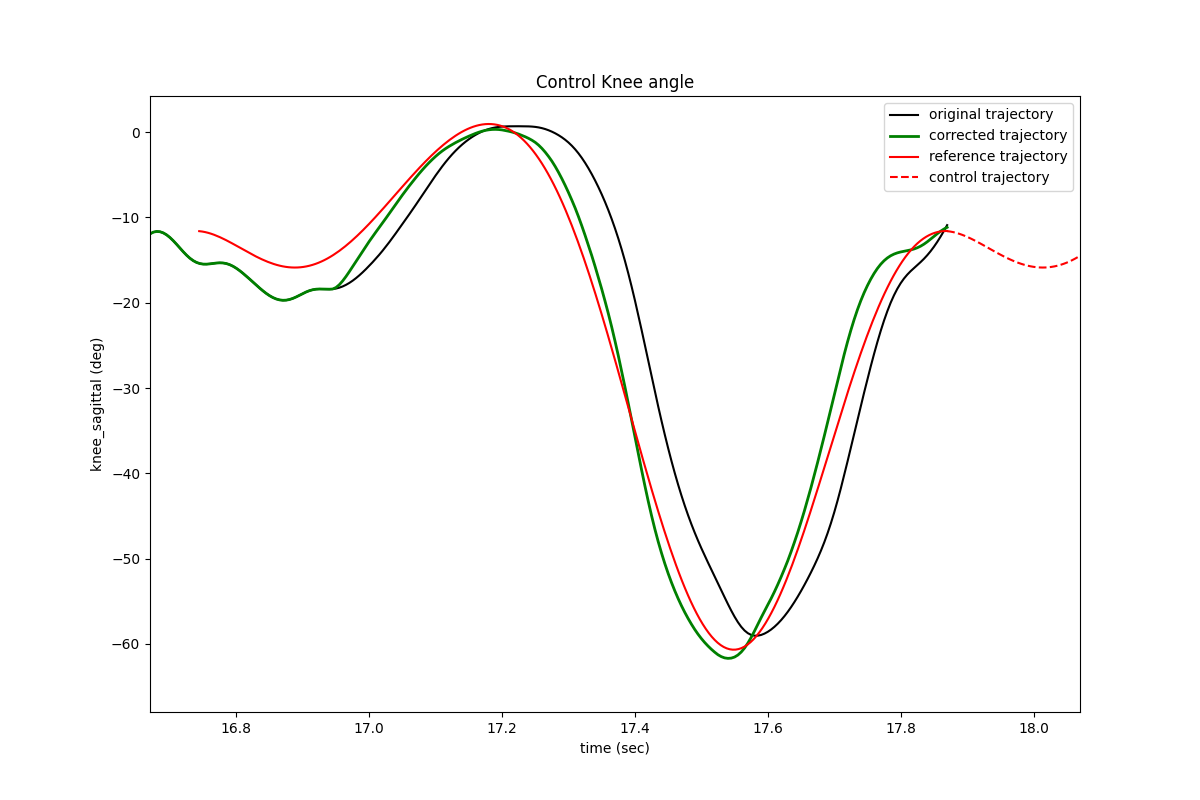 Control Knee angle
original trajectory
corrected trajectory
reference trajectory
control trajectory
knee_sagittal (deg)
0
−10
−20
−30
−40
−50
−60
16.8 17.0 17.2 17.4 17.6 17.8 18.0
time (sec)